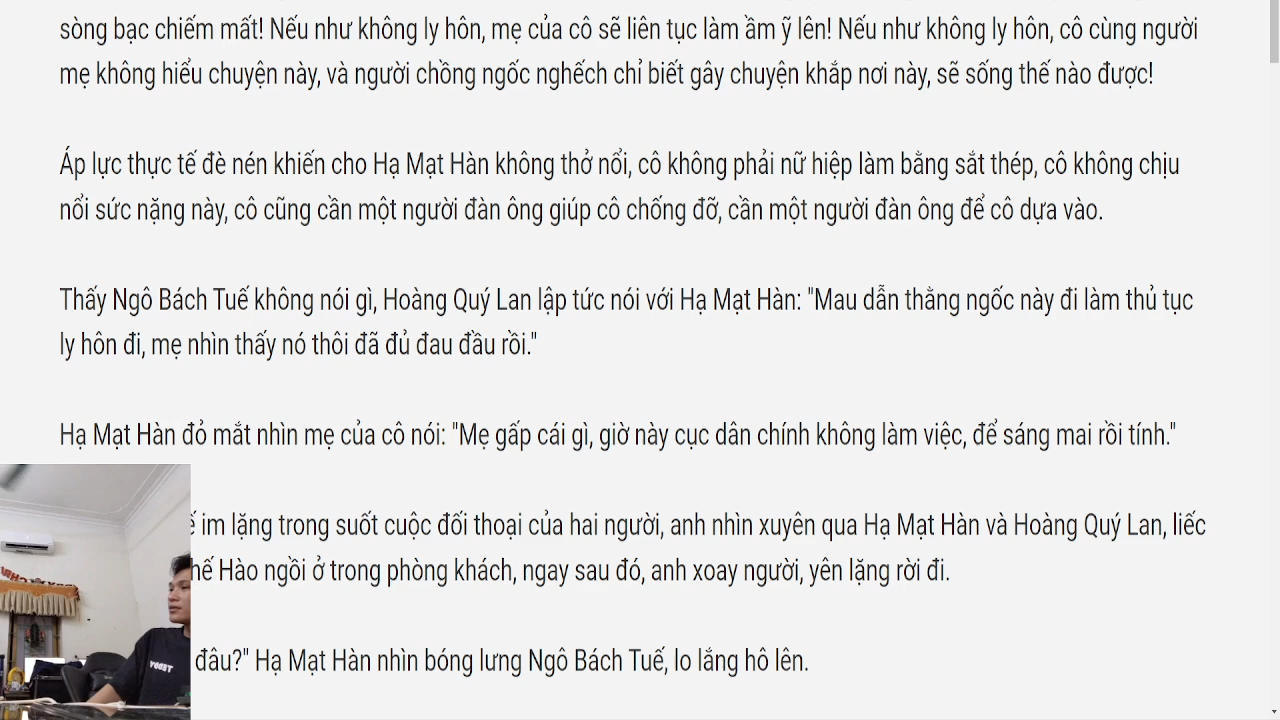 sòng bạc chiếm mất! Nếu như không ly hôn, mẹ của cô sẽ liên tục làm ầm ỹ lên! Nếu như không ly hôn, cô cùng người
mẹ không hiểu chuyện này, và người chồng ngốc nghếch chỉ biết gây chuyện khắp nơi này, sẽ sống thế nào được!
Áp lực thực tế đè nén khiến cho Hạ Mạt Hàn không thở nổi, cô không phải nữ hiệp làm bằng sắt thép, cô không chịu
nổi sức nặng này, cô cũng cần một người đàn ông giúp cô chống đỡ, cần một người đàn ông để cô dựa vào.
Thấy Ngô Bách Tuế không nói gì, Hoàng Quý Lan lập tức nói với Hạ Mạt Hàn: "Mau dẫn thằng ngốc này đi làm thủ tục
ly hôn đi, mẹ nhìn thấy nó thôi đã đủ đau đầu rồi."
Hạ Mạt Hàn đỏ mắt nhìn mẹ của cô nói: "Mẹ gấp cái gì, giờ này cục dân chính không làm việc, để sáng mai rồi tính."
im lặng trong suốt cuộc đối thoại của hai người, anh nhìn xuyên qua Hạ Mạt Hàn và Hoàng Quý Lan, liếc
Hào ngồi ở trong phòng khách, ngay sau đó, anh xoay người, yên lặng rời đi.
đâu?" Hạ Mạt Hàn nhìn bóng lưng Ngô Bách Tuế, lo lắng hô lên.